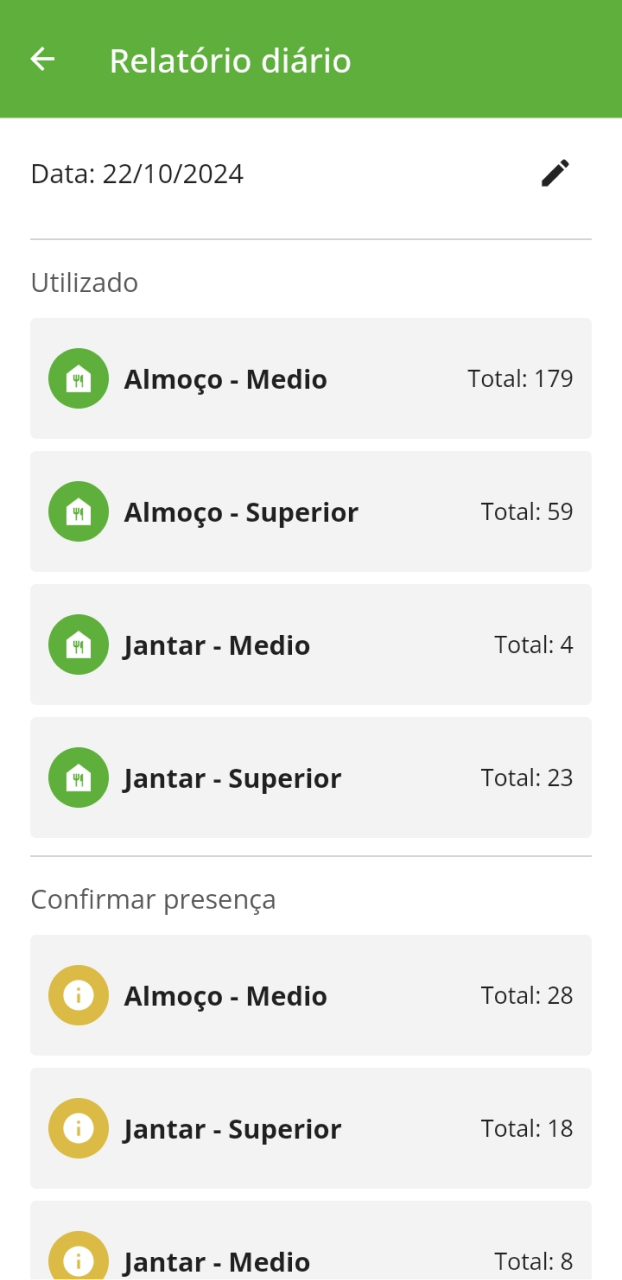 Relatório diário
Data: 22/10/2024
Utilizado
Almoço - Medio Total: 179
Almoço - Superior Total: 59
Jantar - Medio Total: 4
Jantar - Superior Total: 23
Confirmar presença
Almoço - Medio Total: 28
Jantar - Superior Total: 18
Jantar - Medio Total: 8